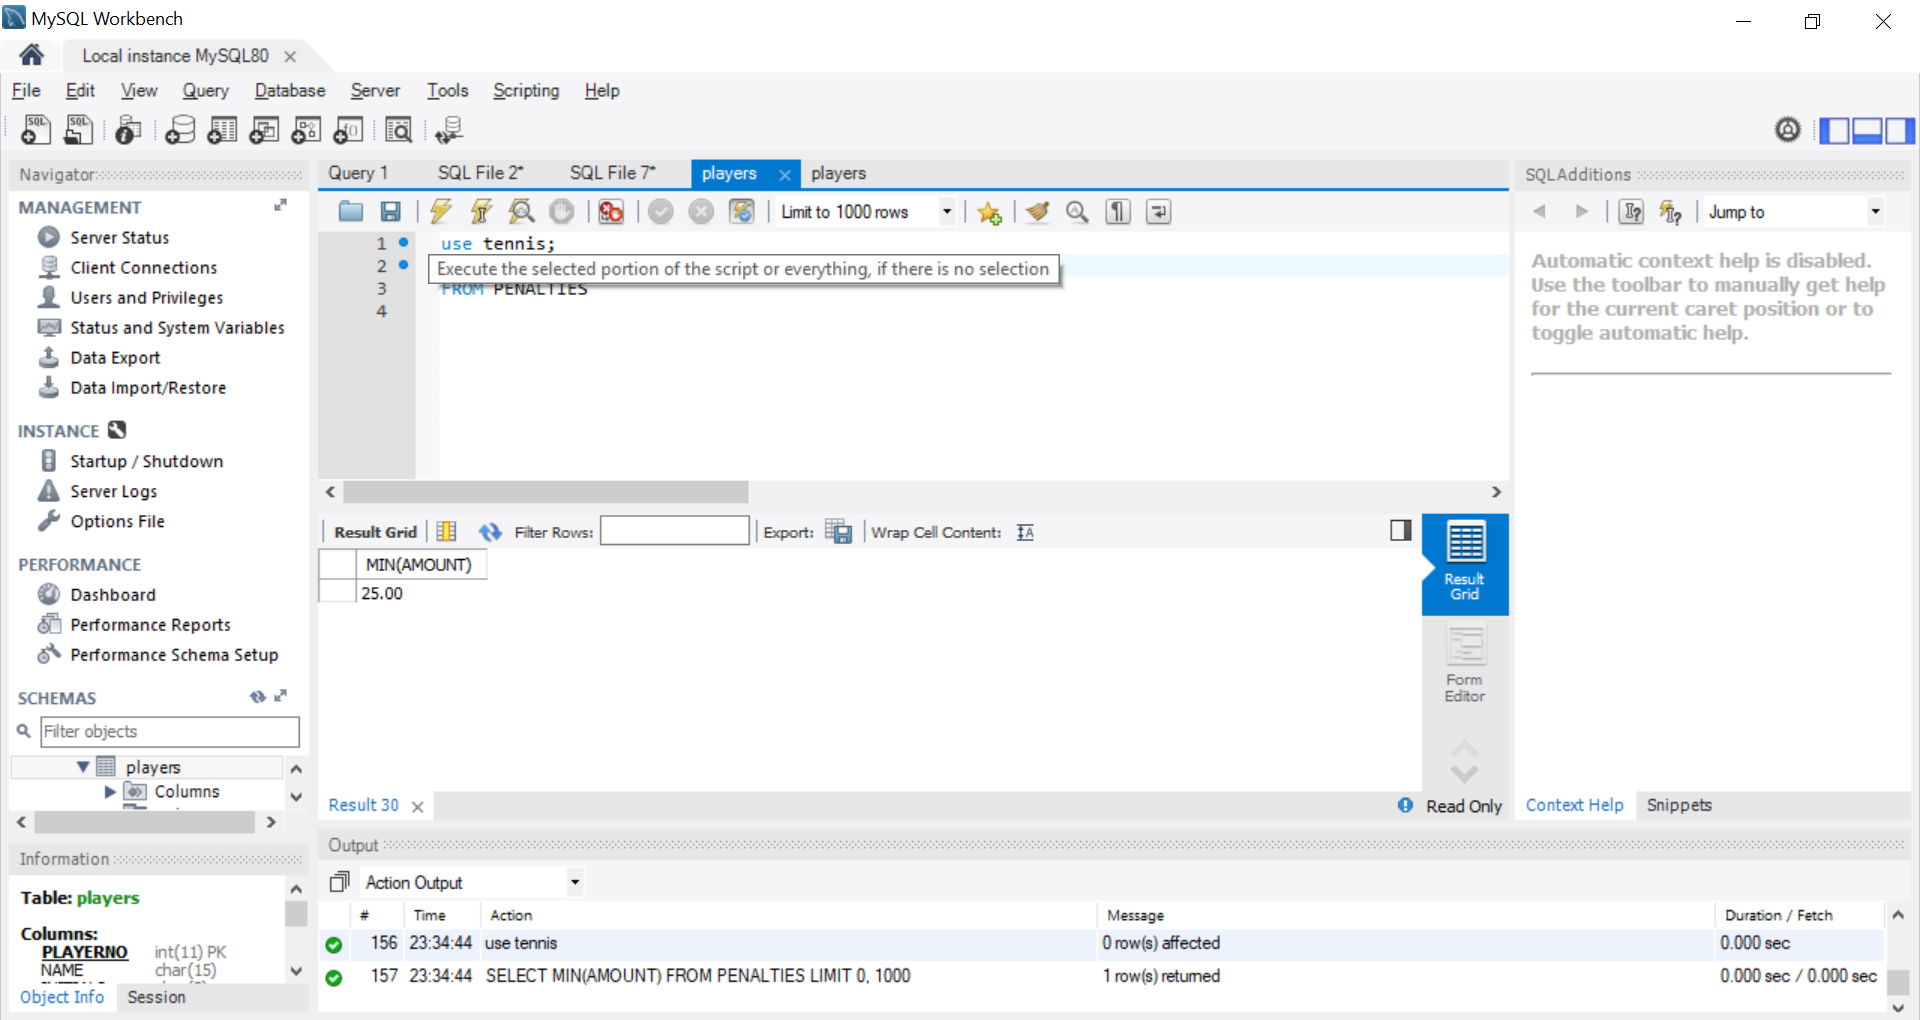 MySQL Workbench
Local instance MySQL80
File Edit View Query Database Server Tools Scripting Help
Navigator
MANAGEMENT
Server Status
Client Connections
Users and Privileges
Status and System Variables
Data Export
Data Import/Restore
INSTANCE
Startup / Shutdown
Server Logs
Options File
PERFORMANCE
Dashboard
Performance Reports
Performance Schema Setup
SCHEMAS
Filter objects
players
Columns
Information
Table: players
Columns:
PLAYERNO int(11) PK
NAME char(15)
Object Info Session
Query 1 SQL File 2* SQL File 7* players players
Limit to 1000 rows
1 use tennis;
2
Execute the selected portion of the script or everything, if there is no selection
3 FROM PENALTIES
4
Result Grid Filter Rows: Export: Wrap Cell Content:
MIN(AMOUNT)
25.00
Result
Grid
Form
Editor
Result 30 Read Only
SQLAdditions
Jump to
Automatic context help is disabled.
Use the toolbar to manually get help
for the current caret position or to
toggle automatic help.
Context Help Snippets
Output
Action Output
# Time Action Message Duration / Fetch
156 23:34:44 use tennis 0 row(s) affected 0.000 sec
157 23:34:44 SELECT MIN(AMOUNT) FROM PENALTIES LIMIT 0, 1000 1 row(s) returned 0.000 sec / 0.000 sec